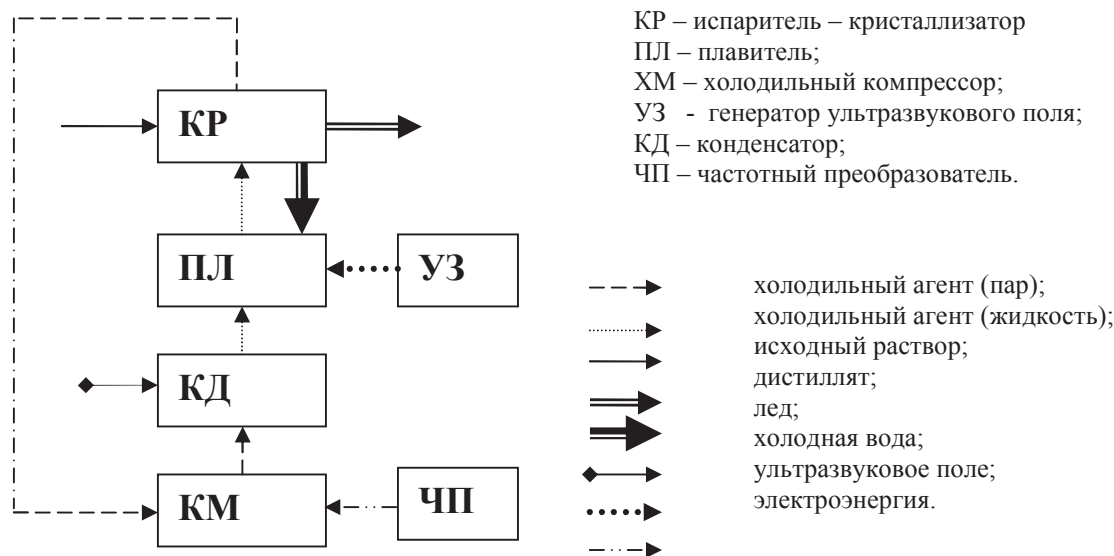 КР – испаритель – кристаллизатор
ПЛ – плавитель;
ХМ – холодильный компрессор;
УЗ - генератор ультразвукового поля;
КД – конденсатор;
ЧП – частотный преобразователь.
КР
ПЛ
УЗ
КД
КМ
ЧП
холодильный агент (пар);
холодильный агент (жидкость);
исходный раствор;
дистиллят;
лед;
холодная вода;
ультразвуковое поле;
электроэнергия.